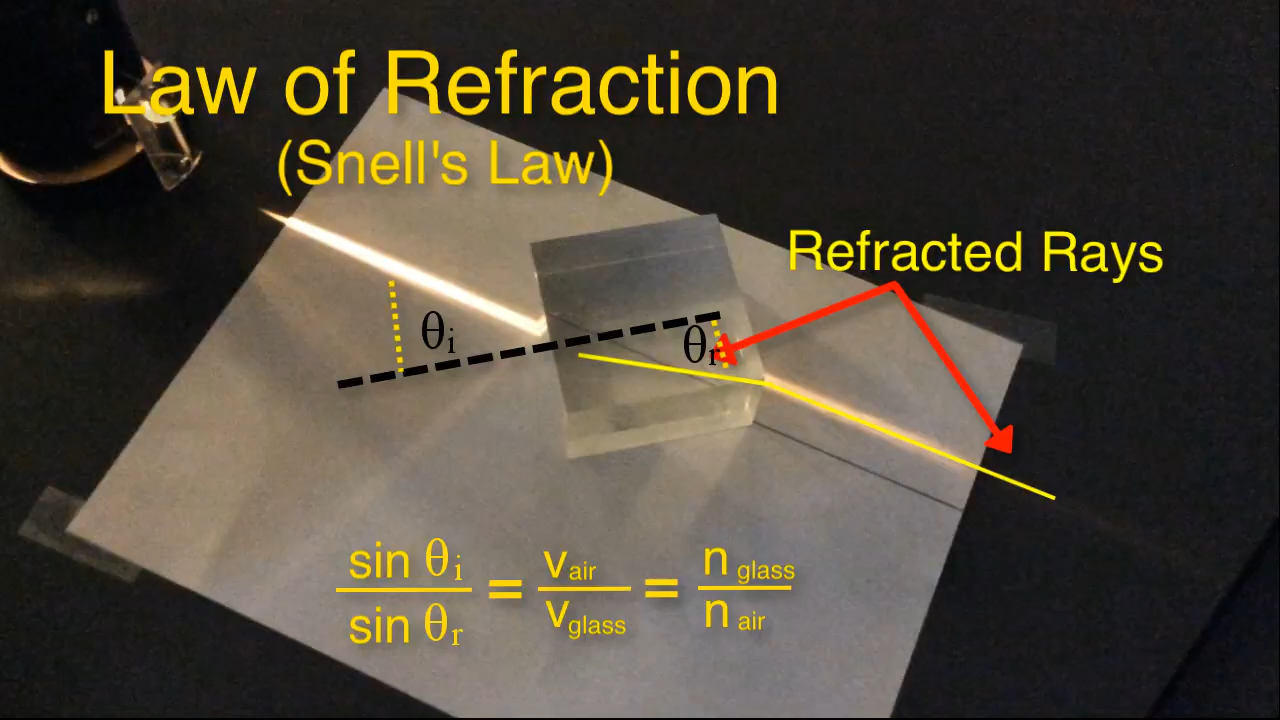 Law of Refraction
(Snell's Law)
Refracted Rays
θi
θr
sin θi / sin θr = vair / vglass = n glass / n air